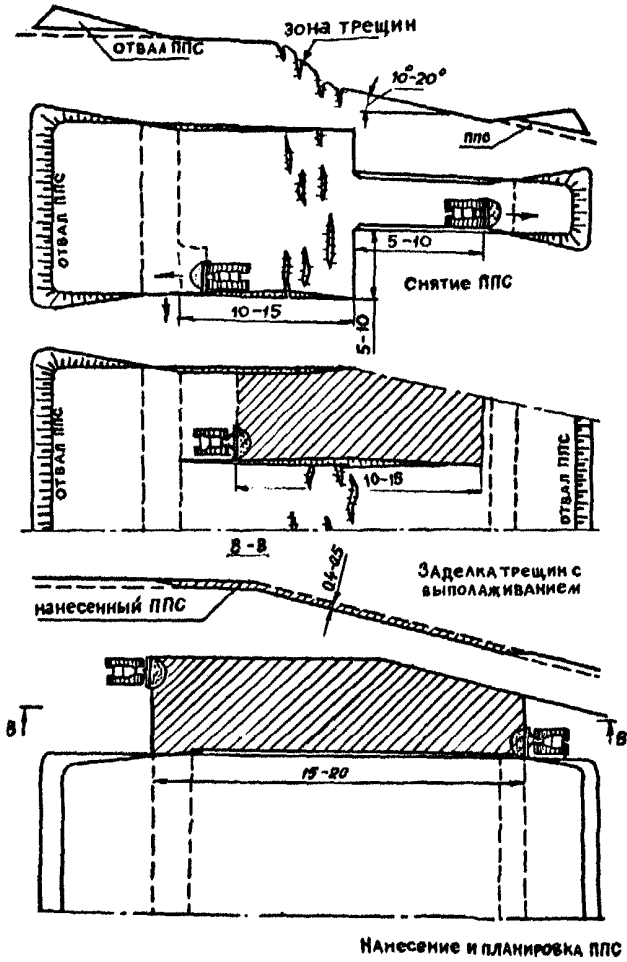 зона трещин
отвал ППС
10°-20°
ППС
отвал ППС
5-10
Снятие ППС
10-15
5-10
отвал ППС
отвал ППС
10-15
В-В
0.4-0.5
Заделка трещин с
выполаживанием
нанесенный ППС
В
В
15-20
Нанесение и планировка ППС